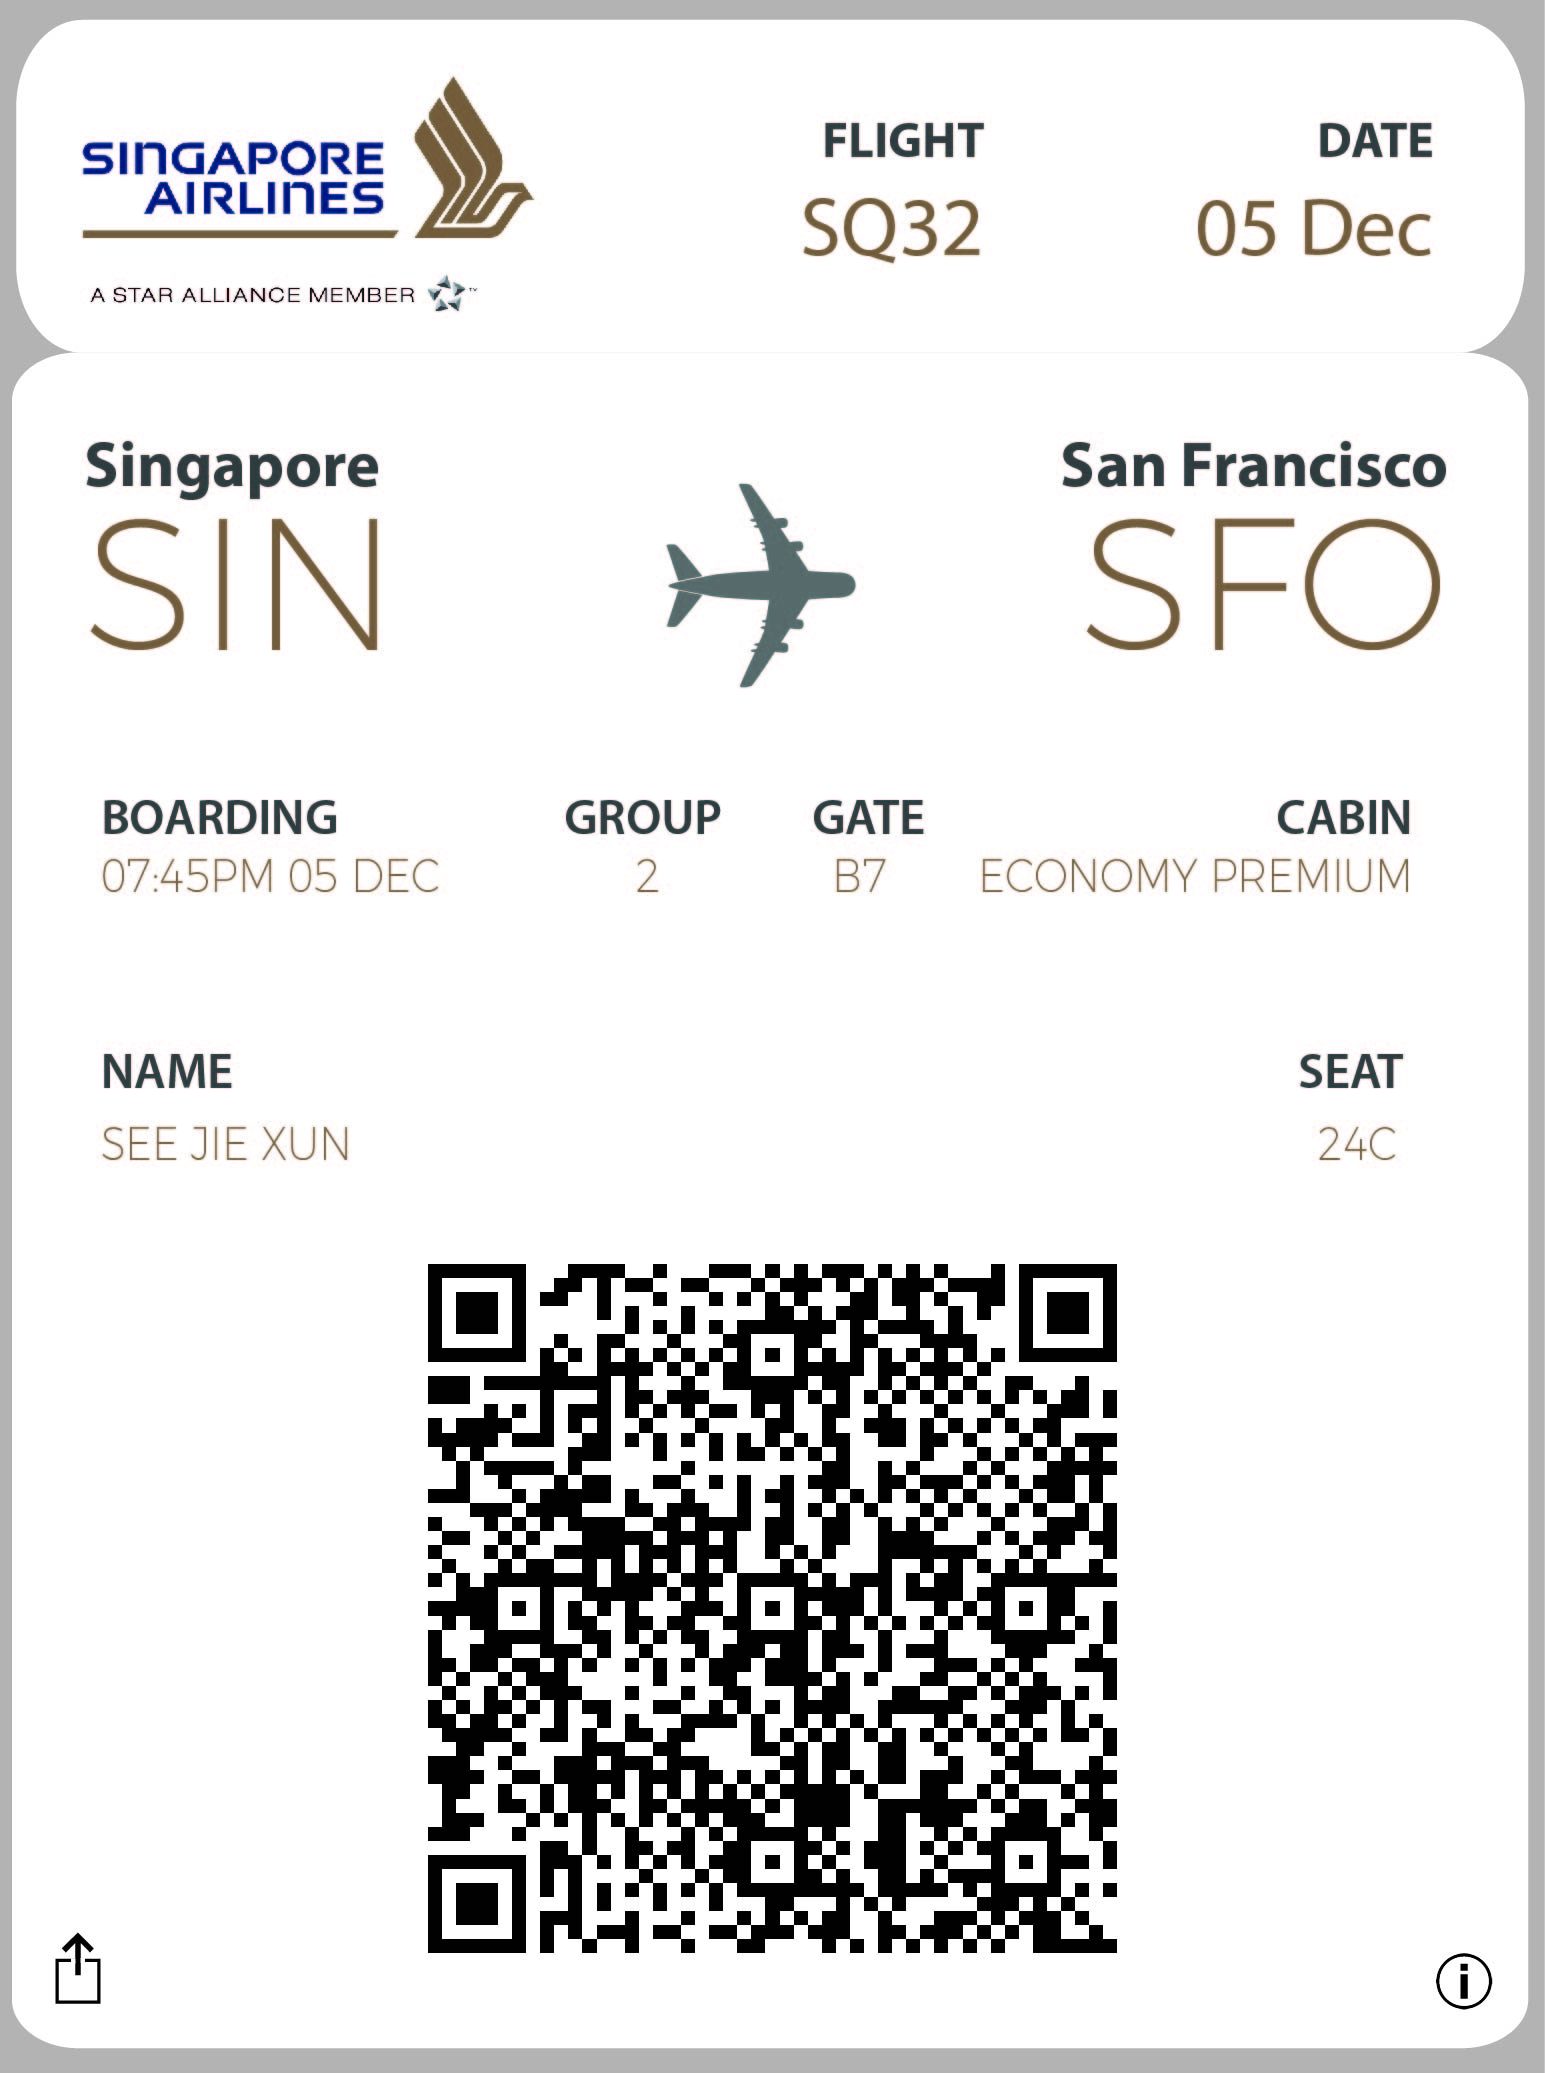 SINGAPORE
AIRLINES
A STAR ALLIANCE MEMBER ™
FLIGHT DATE
SQ32 05 Dec
Singapore San Francisco
SIN SFO
BOARDING GROUP GATE CABIN
07:45PM 05 DEC 2 B7 ECONOMY PREMIUM
NAME SEAT
SEE JIE XUN 24C